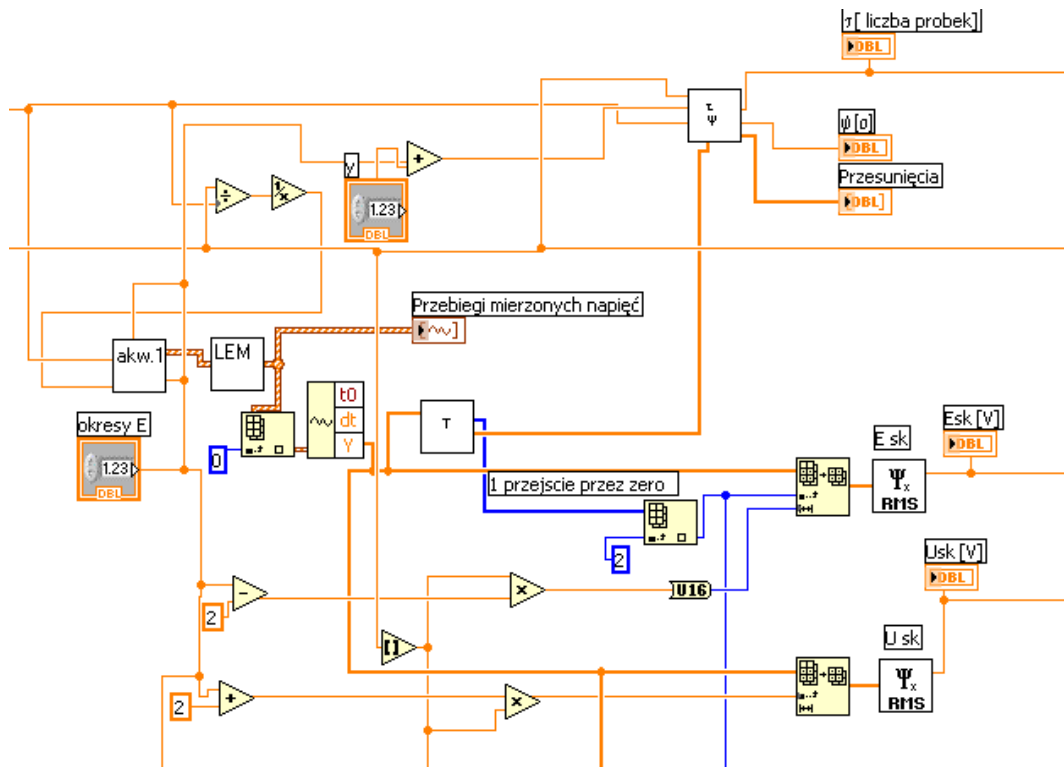 τ[ liczba probek]
DBL
τ
ψ
ψ [o]
DBL
Przesunięcia
DBL]
y
+
÷
1/x
1.23
DBL
Przebiegi mierzonych napięć
akw.1
LEM
t0
dt
Y
0
T
okresy E
1.23
DBL
Esk [V]
DBL
E sk
Ψx
RMS
1 przejscie przez zero
2
Usk [V]
DBL
-
×
U16
2
[ ]
U sk
Ψx
RMS
+
×
2